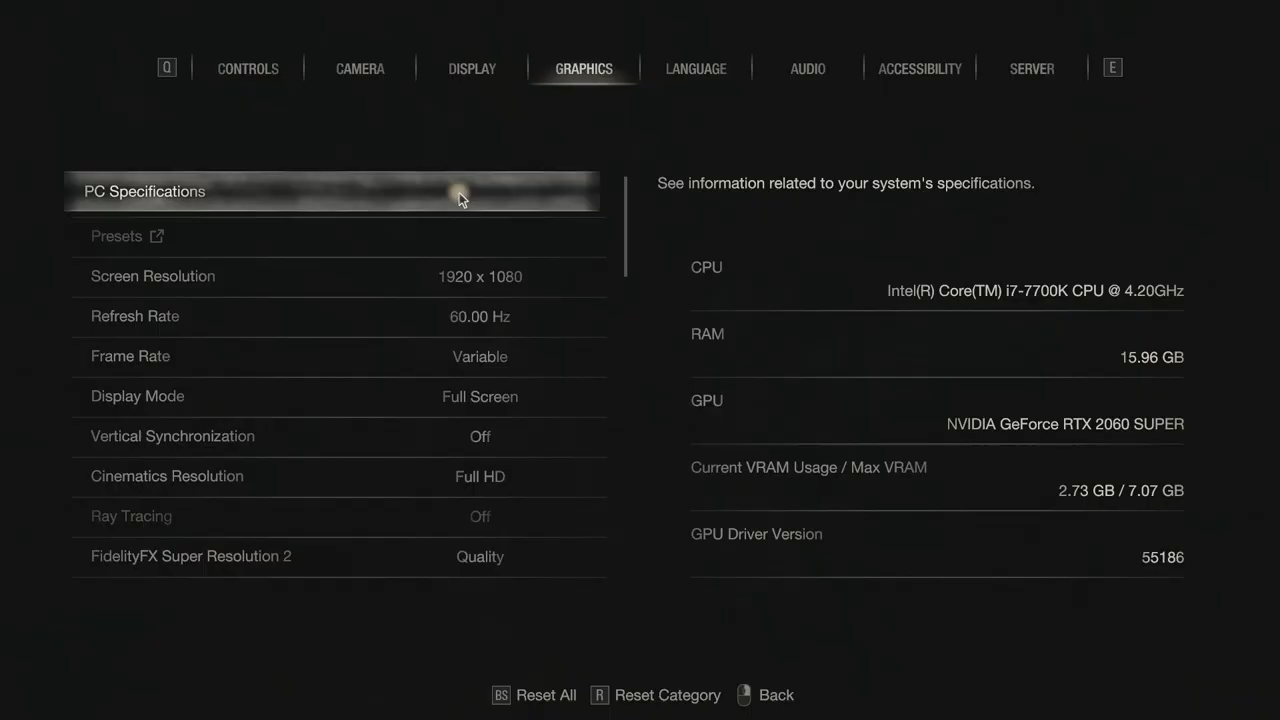 Q CONTROLS CAMERA DISPLAY GRAPHICS LANGUAGE AUDIO ACCESSIBILITY SERVER E
PC Specifications
Presets
Screen Resolution 1920 x 1080
Refresh Rate 60.00 Hz
Frame Rate Variable
Display Mode Full Screen
Vertical Synchronization Off
Cinematics Resolution Full HD
Ray Tracing Off
FidelityFX Super Resolution 2 Quality
See information related to your system's specifications.
CPU
Intel(R) Core(TM) i7-7700K CPU @ 4.20GHz
RAM
15.96 GB
GPU
NVIDIA GeForce RTX 2060 SUPER
Current VRAM Usage / Max VRAM
2.73 GB / 7.07 GB
GPU Driver Version
55186
BS Reset All R Reset Category Back